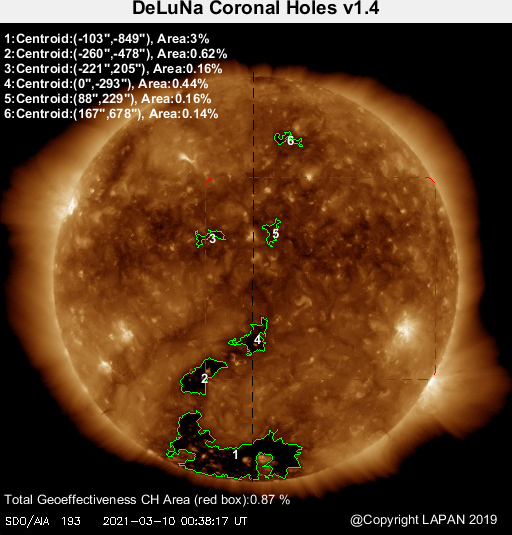 DeLuNa Coronal Holes v1.4
1:Centroid:(-103",-849"), Area:3%
2:Centroid:(-260",-478"), Area:0.62%
3:Centroid:(-221",205"), Area:0.16%
4:Centroid:(0",-293"), Area:0.44%
5:Centroid:(88",229"), Area:0.16%
6:Centroid:(167",678"), Area:0.14%
6
3
5
4
2
1
Total Geoeffectiveness CH Area (red box):0.87 %
SDO/AIA 193 2021-03-10 00:38:17 UT
@Copyright LAPAN 2019